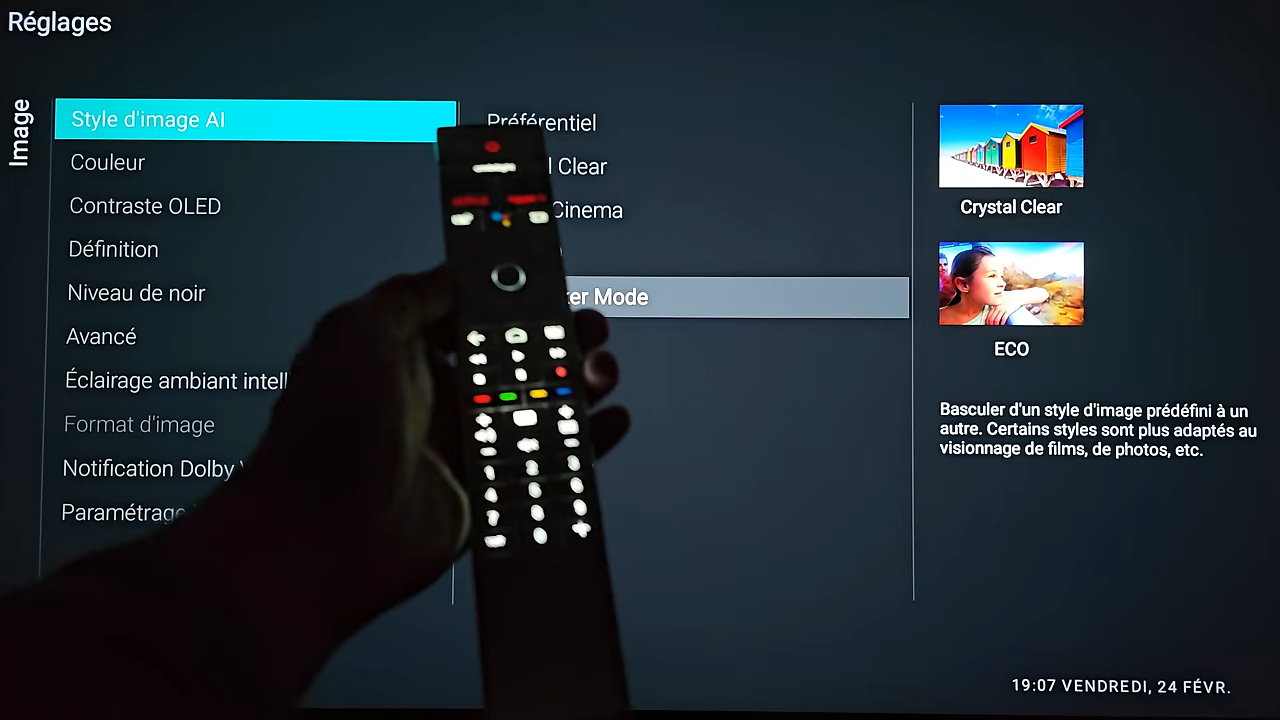 Réglages
Image
Style d'image AI
Couleur
Contraste OLED
Définition
Niveau de noir
Avancé
Éclairage ambiant intell
Format d'image
Notification Dolby
Paramétrage
Préférentiel
l Clear
Cinema
ker Mode
Crystal Clear
ECO
Basculer d'un style d'image prédéfini à un
autre. Certains styles sont plus adaptés au
visionnage de films, de photos, etc.
19:07 VENDREDI, 24 FÉVR.